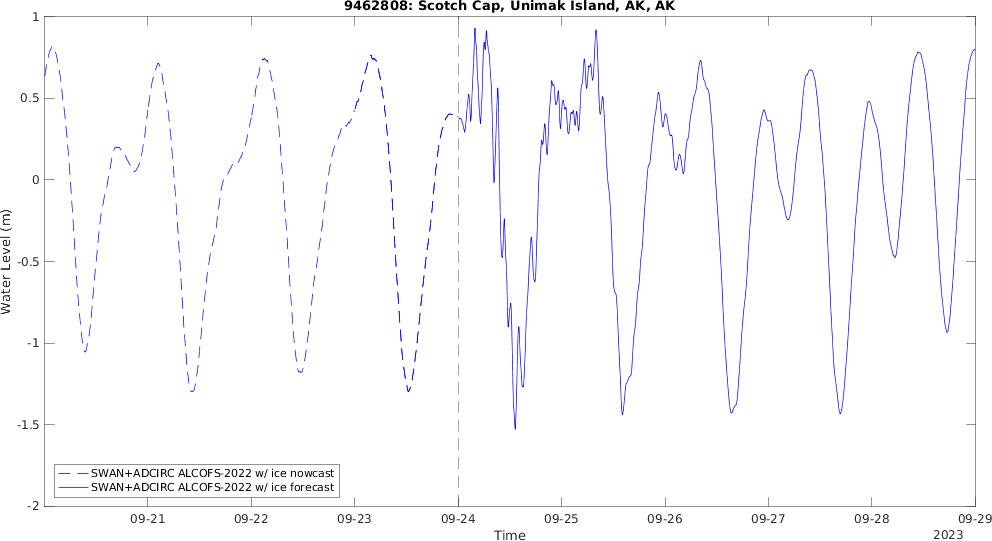 9462808: Scotch Cap, Unimak Island, AK, AK
1
0.5
0
-0.5
-1
-1.5
-2
Water Level (m)
SWAN+ADCIRC ALCOFS-2022 w/ ice nowcast
SWAN+ADCIRC ALCOFS-2022 w/ ice forecast
09-21 09-22 09-23 09-24 09-25 09-26 09-27 09-28 09-29
Time
2023